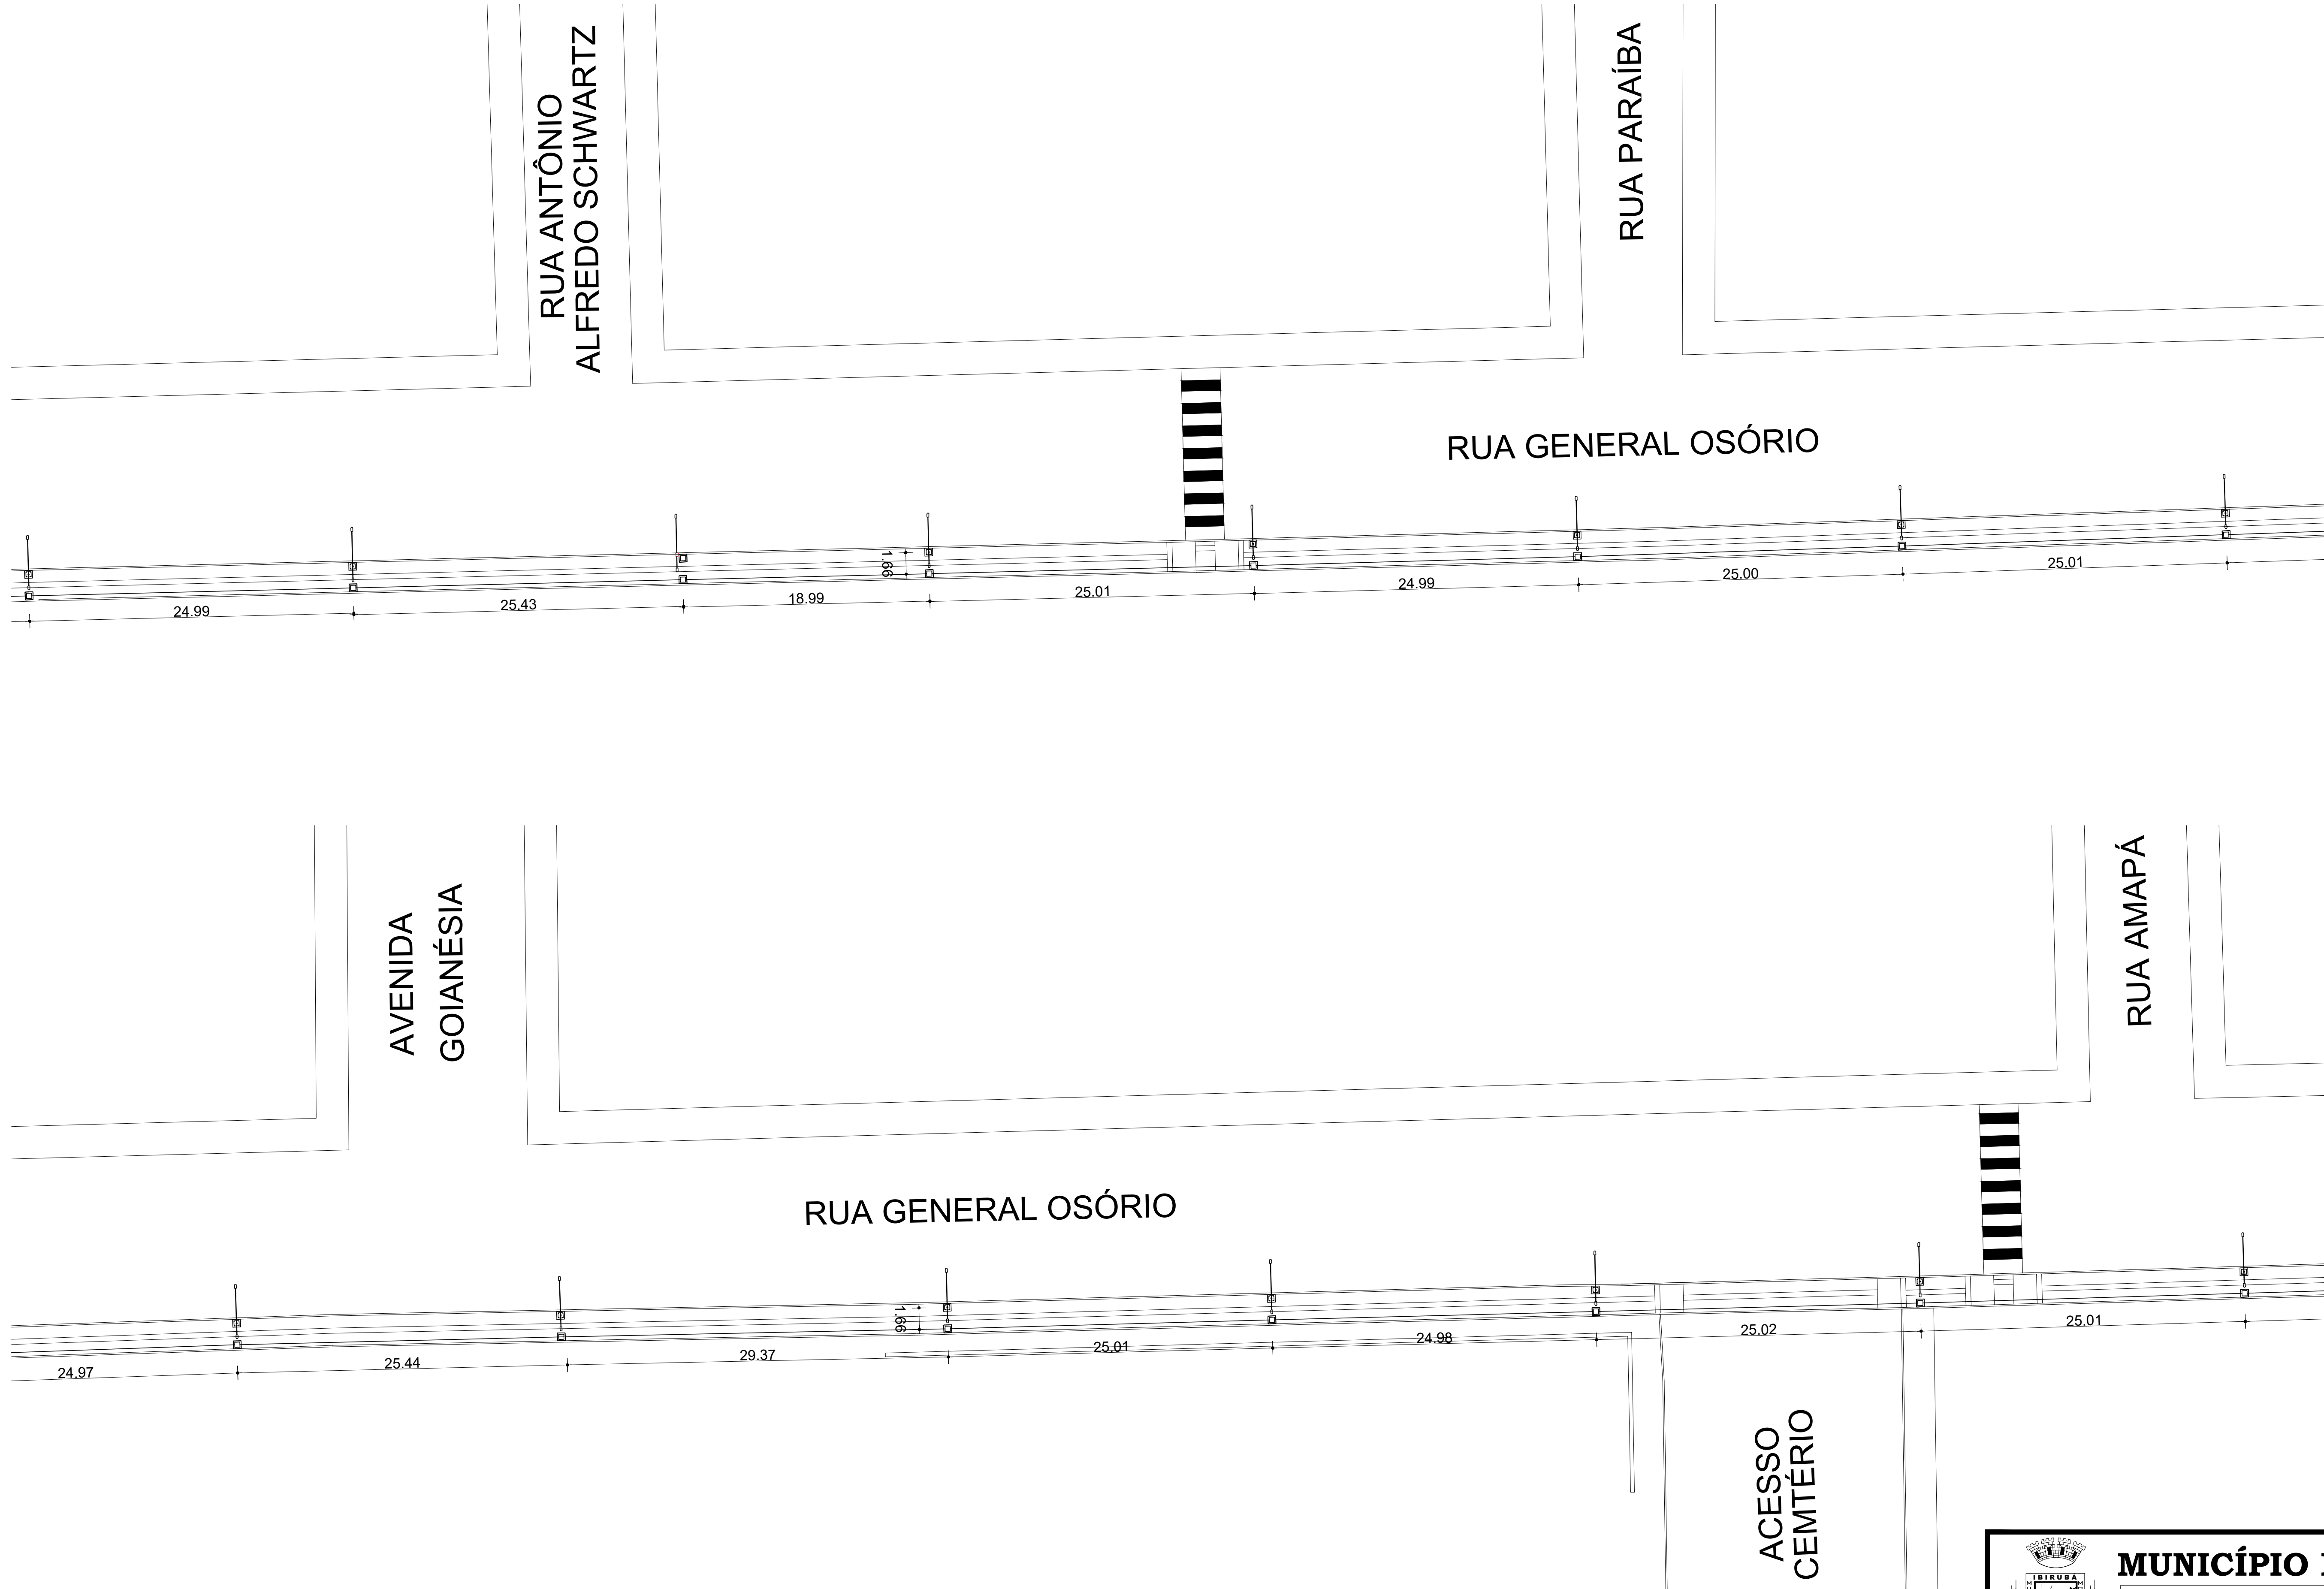 RUA ANTÔNIO
ALFREDO SCHWARTZ
RUA PARAÍBA
RUA GENERAL OSÓRIO
1.66
24.99
25.43
18.99
25.01
24.99
25.00
25.01
AVENIDA
GOIANÉSIA
RUA AMAPÁ
RUA GENERAL OSÓRIO
1.66
24.97
25.44
29.37
25.01
24.98
25.02
25.01
ACESSO
CEMTÉRIO
MUNICÍPIO
IBIRUBÁ